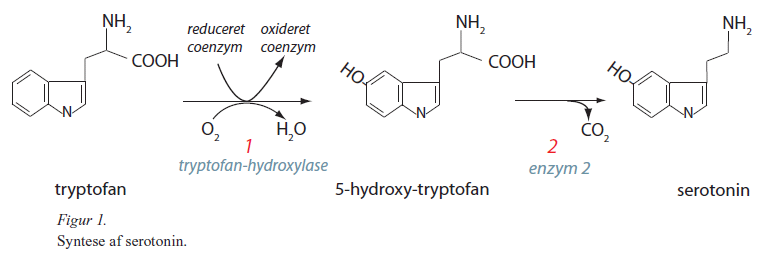 NH₂
COOH
N
tryptofan
reduceret oxideret
coenzym coenzym
O₂ H₂O
1
tryptofan-hydroxylase
NH₂
COOH
HO
N
5-hydroxy-tryptofan
CO₂
2
enzym 2
NH₂
HO
N
serotonin
Figur 1.
Syntese af serotonin.